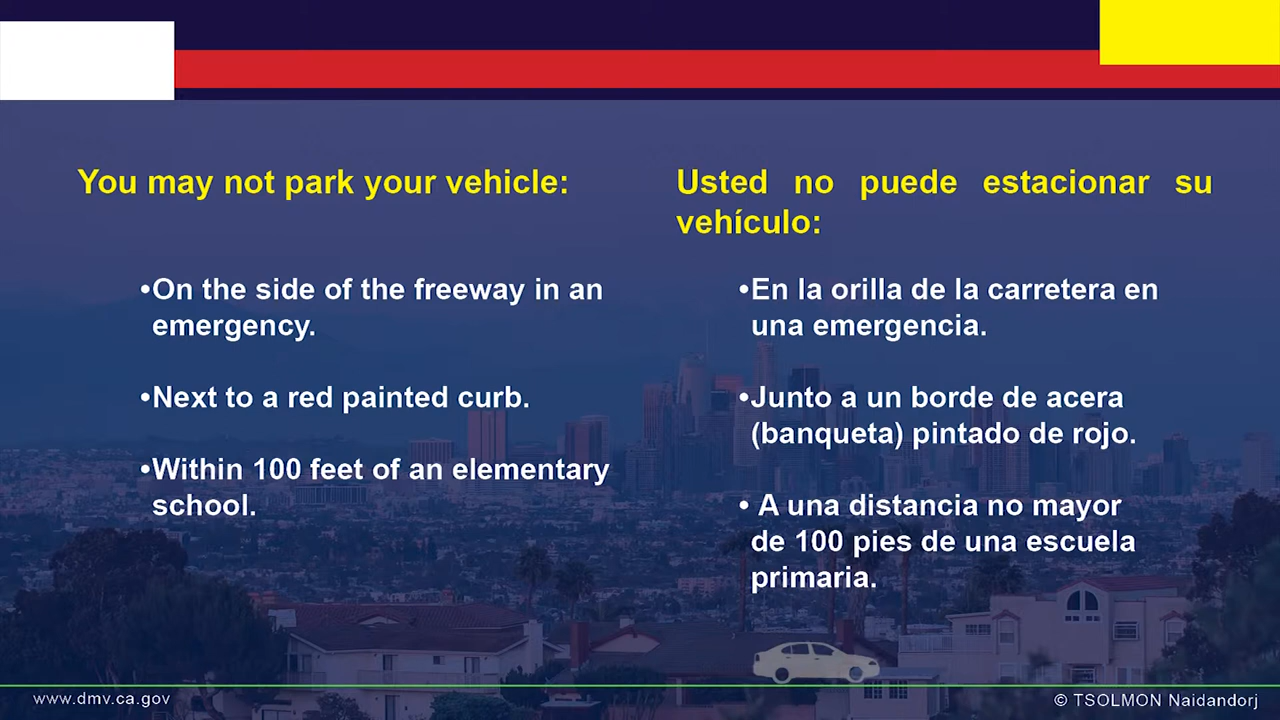 You may not park your vehicle:
•On the side of the freeway in an
emergency.
•Next to a red painted curb.
•Within 100 feet of an elementary
school.
Usted no puede estacionar su
vehículo:
•En la orilla de la carretera en
una emergencia.
•Junto a un borde de acera
(banqueta) pintado de rojo.
• A una distancia no mayor
de 100 pies de una escuela
primaria.
www.dmv.ca.gov
© TSOLMON Naidandorj